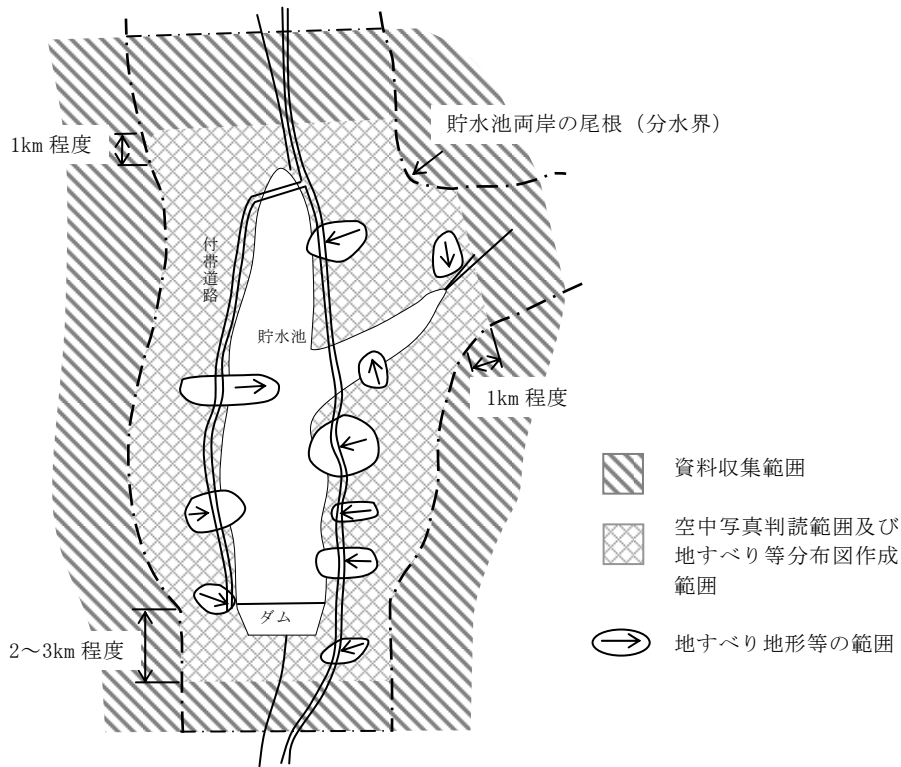 貯水池両岸の尾根（分水界）
1km 程度
付帯道路
貯水池
1km 程度
資料収集範囲
空中写真判読範囲及び
地すべり等分布図作成
範囲
ダム
2～3km 程度
地すべり地形等の範囲